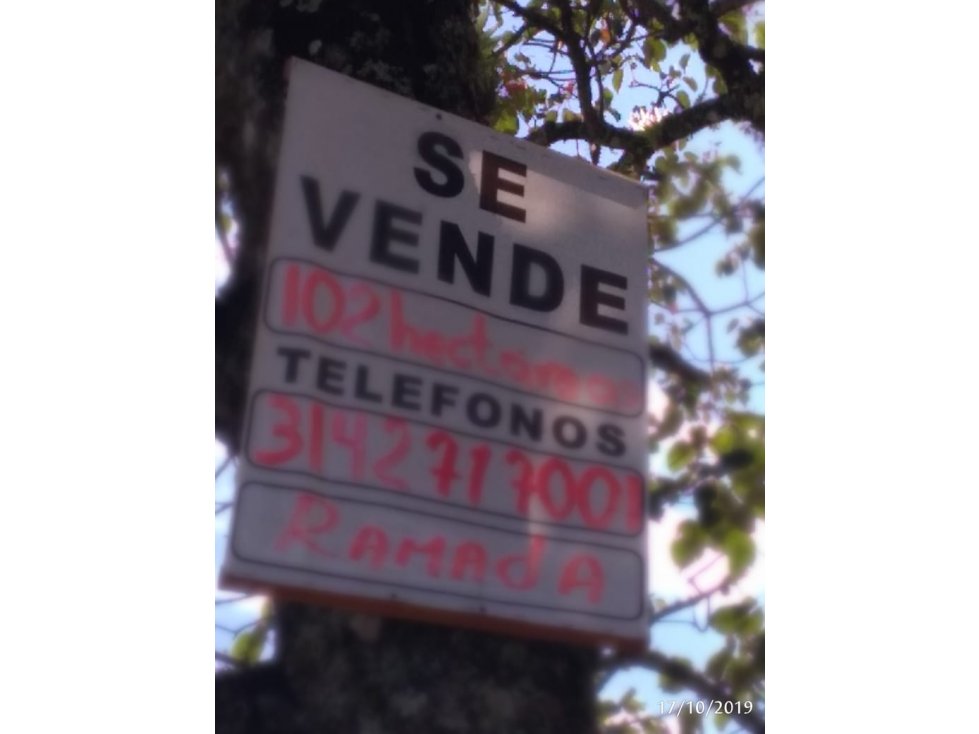 SE
VENDE
102 hectareas
TELEFONOS
3142717001
RAMAdA
17/10/2019